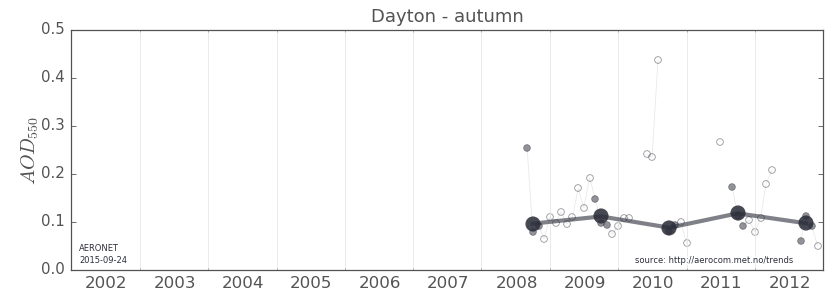 Dayton - autumn
0.5
0.4
0.3
0.2
0.1
0.0
AOD550
AERONET
2015-09-24
source: http://aerocom.met.no/trends
2002 2003 2004 2005 2006 2007 2008 2009 2010 2011 2012